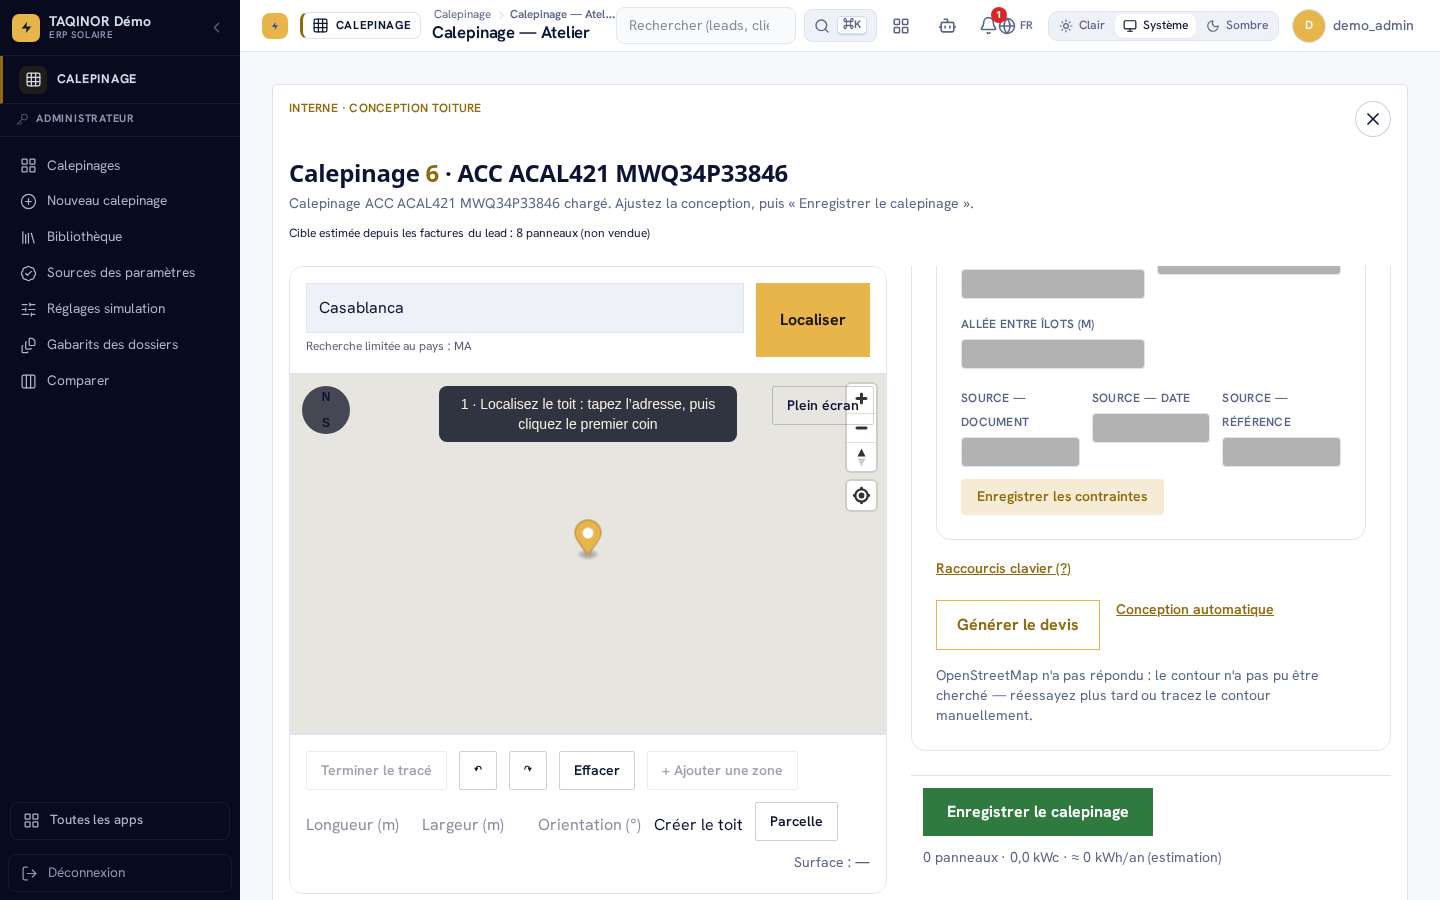 TAQINOR Démo
ERP SOLAIRE
CALEPINAGE
ADMINISTRATEUR
Calepinages
Nouveau calepinage
Bibliothèque
Sources des paramètres
Réglages simulation
Gabarits des dossiers
Comparer
Toutes les apps
Déconnexion
CALEPINAGE
Calepinage
Calepinage — Atel...
Calepinage — Atelier
Rechercher (leads, clie
⌘K
1
FR
Clair
Système
Sombre
D
demo_admin
INTERNE · CONCEPTION TOITURE
Calepinage 6 · ACC ACAL421 MWQ34P33846
Calepinage ACC ACAL421 MWQ34P33846 chargé. Ajustez la conception, puis « Enregistrer le calepinage ».
Cible estimée depuis les factures du lead : 8 panneaux (non vendue)
Casablanca
Localiser
Recherche limitée au pays : MA
N
S
1 · Localisez le toit : tapez l'adresse, puis
cliquez le premier coin
Plein écran
Terminer le tracé
↶
↷
Effacer
+ Ajouter une zone
Longueur (m)
Largeur (m)
Orientation (°)
Créer le toit
Parcelle
Surface : —
ALLÉE ENTRE ÎLOTS (M)
SOURCE —
DOCUMENT
SOURCE — DATE
SOURCE —
RÉFÉRENCE
Enregistrer les contraintes
Raccourcis clavier (?)
Générer le devis
Conception automatique
OpenStreetMap n'a pas répondu : le contour n'a pas pu être
cherché — réessayez plus tard ou tracez le contour
manuellement.
Enregistrer le calepinage
0 panneaux · 0,0 kWc · ≈ 0 kWh/an (estimation)